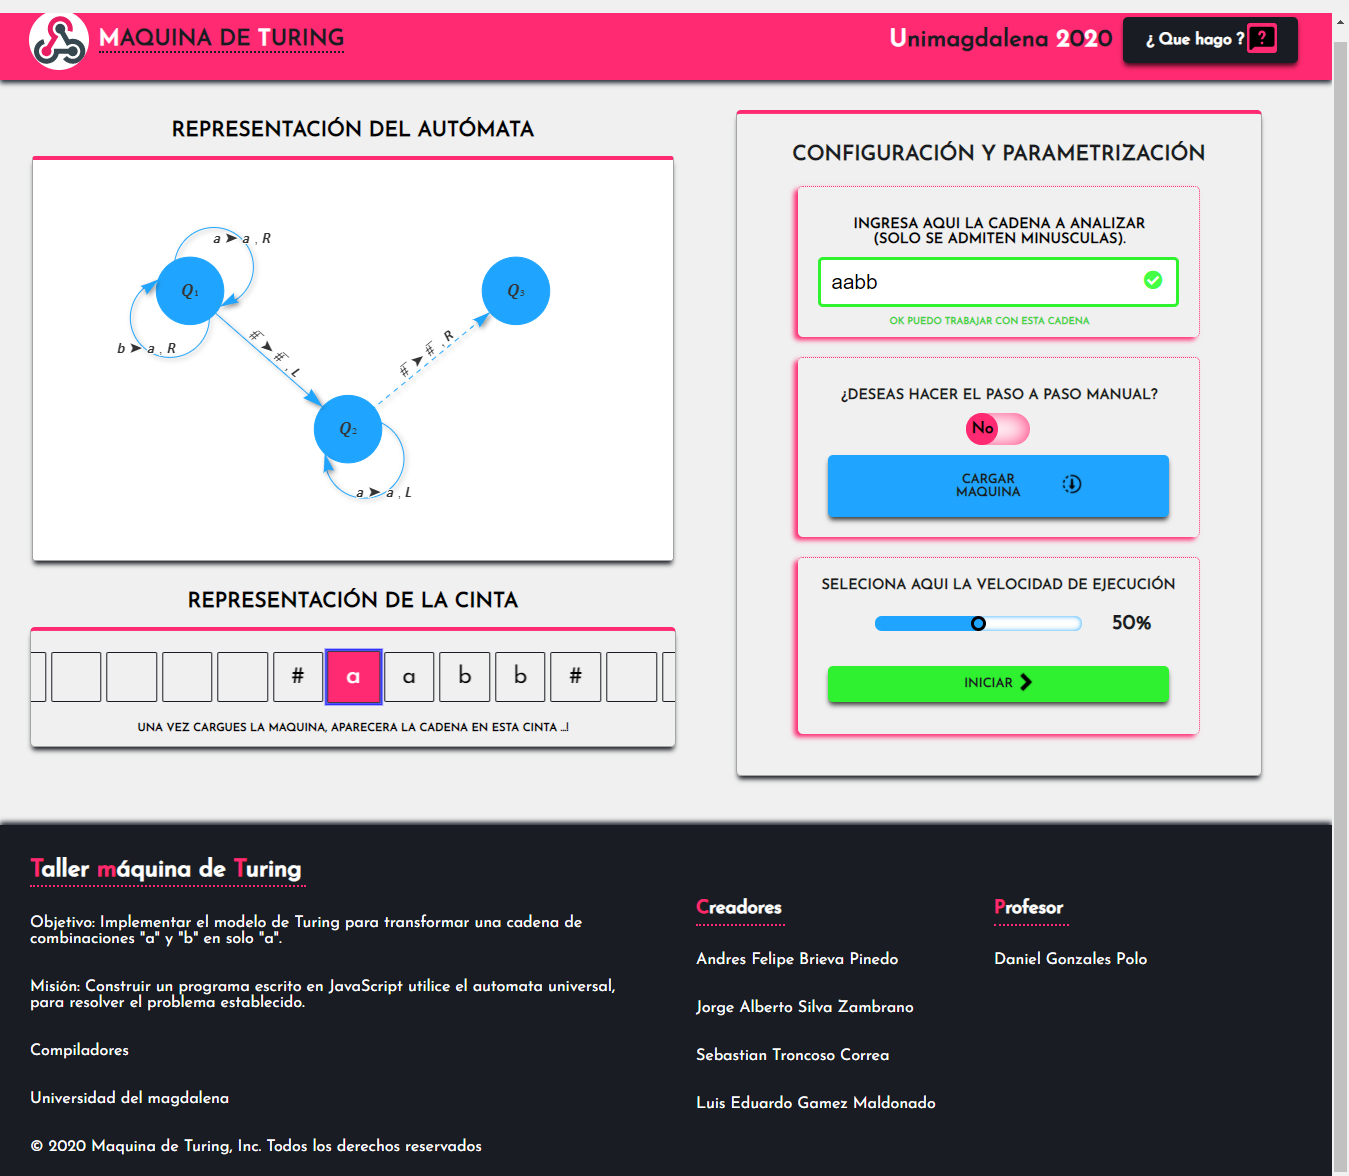 MAQUINA DE TURING
Unimagdalena 2020
¿ Que hago ? ?
REPRESENTACIÓN DEL AUTÓMATA
a ➤ a , R
Q1
b ➤ a , R
# ➤ # , L
# ➤ # , R
Q3
Q2
a ➤ a , L
REPRESENTACIÓN DE LA CINTA
# a a b b #
UNA VEZ CARGUES LA MAQUINA, APARECERA LA CADENA EN ESTA CINTA ...!
CONFIGURACIÓN Y PARAMETRIZACIÓN
INGRESA AQUI LA CADENA A ANALIZAR
(SOLO SE ADMITEN MINUSCULAS).
aabb
OK PUEDO TRABAJAR CON ESTA CADENA
¿DESEAS HACER EL PASO A PASO MANUAL?
No
CARGAR
MAQUINA
SELECIONA AQUI LA VELOCIDAD DE EJECUCIÓN
50%
INICIAR
Taller máquina de Turing
Objetivo: Implementar el modelo de Turing para transformar una cadena de
combinaciones "a" y "b" en solo "a".
Misión: Construir un programa escrito en JavaScript utilice el automata universal,
para resolver el problema establecido.
Compiladores
Universidad del magdalena
© 2020 Maquina de Turing, Inc. Todos los derechos reservados
Creadores
Andres Felipe Brieva Pinedo
Jorge Alberto Silva Zambrano
Sebastian Troncoso Correa
Luis Eduardo Gamez Maldonado
Profesor
Daniel Gonzales Polo